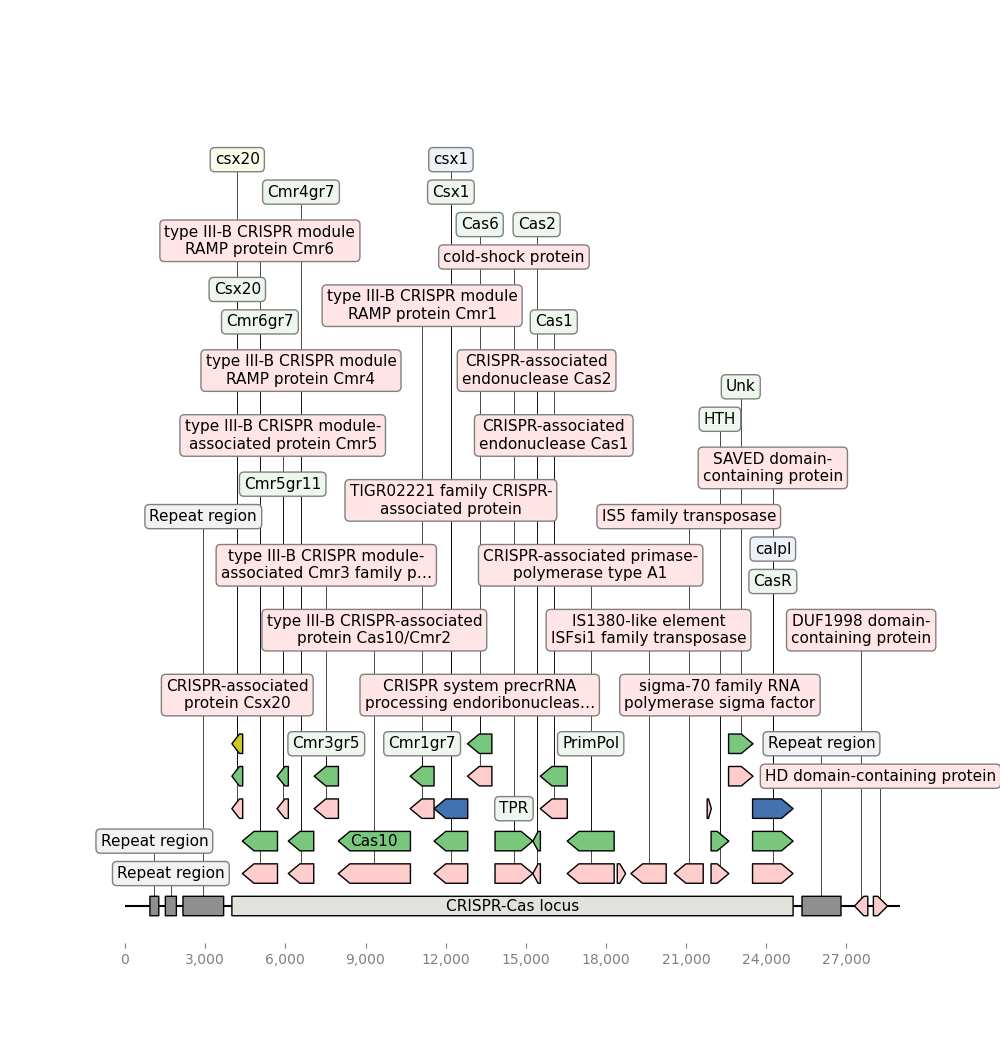 csx20
csx1
Cmr4gr7
Csx1
Cas6
Cas2
type III-B CRISPR module
RAMP protein Cmr6
cold-shock protein
Csx20
type III-B CRISPR module
RAMP protein Cmr1
Cmr6gr7
Cas1
type III-B CRISPR module
RAMP protein Cmr4
CRISPR-associated
endonuclease Cas2
Unk
HTH
type III-B CRISPR module-
associated protein Cmr5
CRISPR-associated
endonuclease Cas1
SAVED domain-
containing protein
Cmr5gr11
TIGR02221 family CRISPR-
associated protein
Repeat region
IS5 family transposase
calpl
CasR
type III-B CRISPR module-
associated Cmr3 family p...
CRISPR-associated primase-
polymerase type A1
type III-B CRISPR-associated
protein Cas10/Cmr2
IS1380-like element
ISFsi1 family transposase
DUF1998 domain-
containing protein
CRISPR-associated
protein Csx20
CRISPR system precrRNA
processing endoribonucleas...
sigma-70 family RNA
polymerase sigma factor
Cmr3gr5
Cmr1gr7
PrimPol
Repeat region
HD domain-containing protein
TPR
Repeat region
Cas10
Repeat region
CRISPR-Cas locus
0
3,000
6,000
9,000
12,000
15,000
18,000
21,000
24,000
27,000